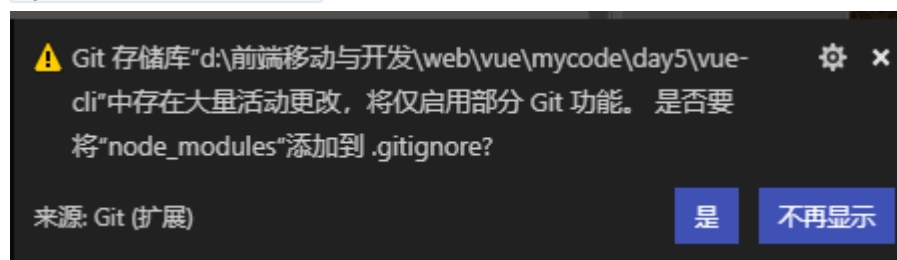 Git 存储库“d:\前端移动与开发\web\vue\mycode\day5\vue-
cli”中存在大量活动更改，将仅启用部分 Git 功能。 是否要
将“node_modules”添加到 .gitignore?
来源: Git (扩展)
是
不再显示